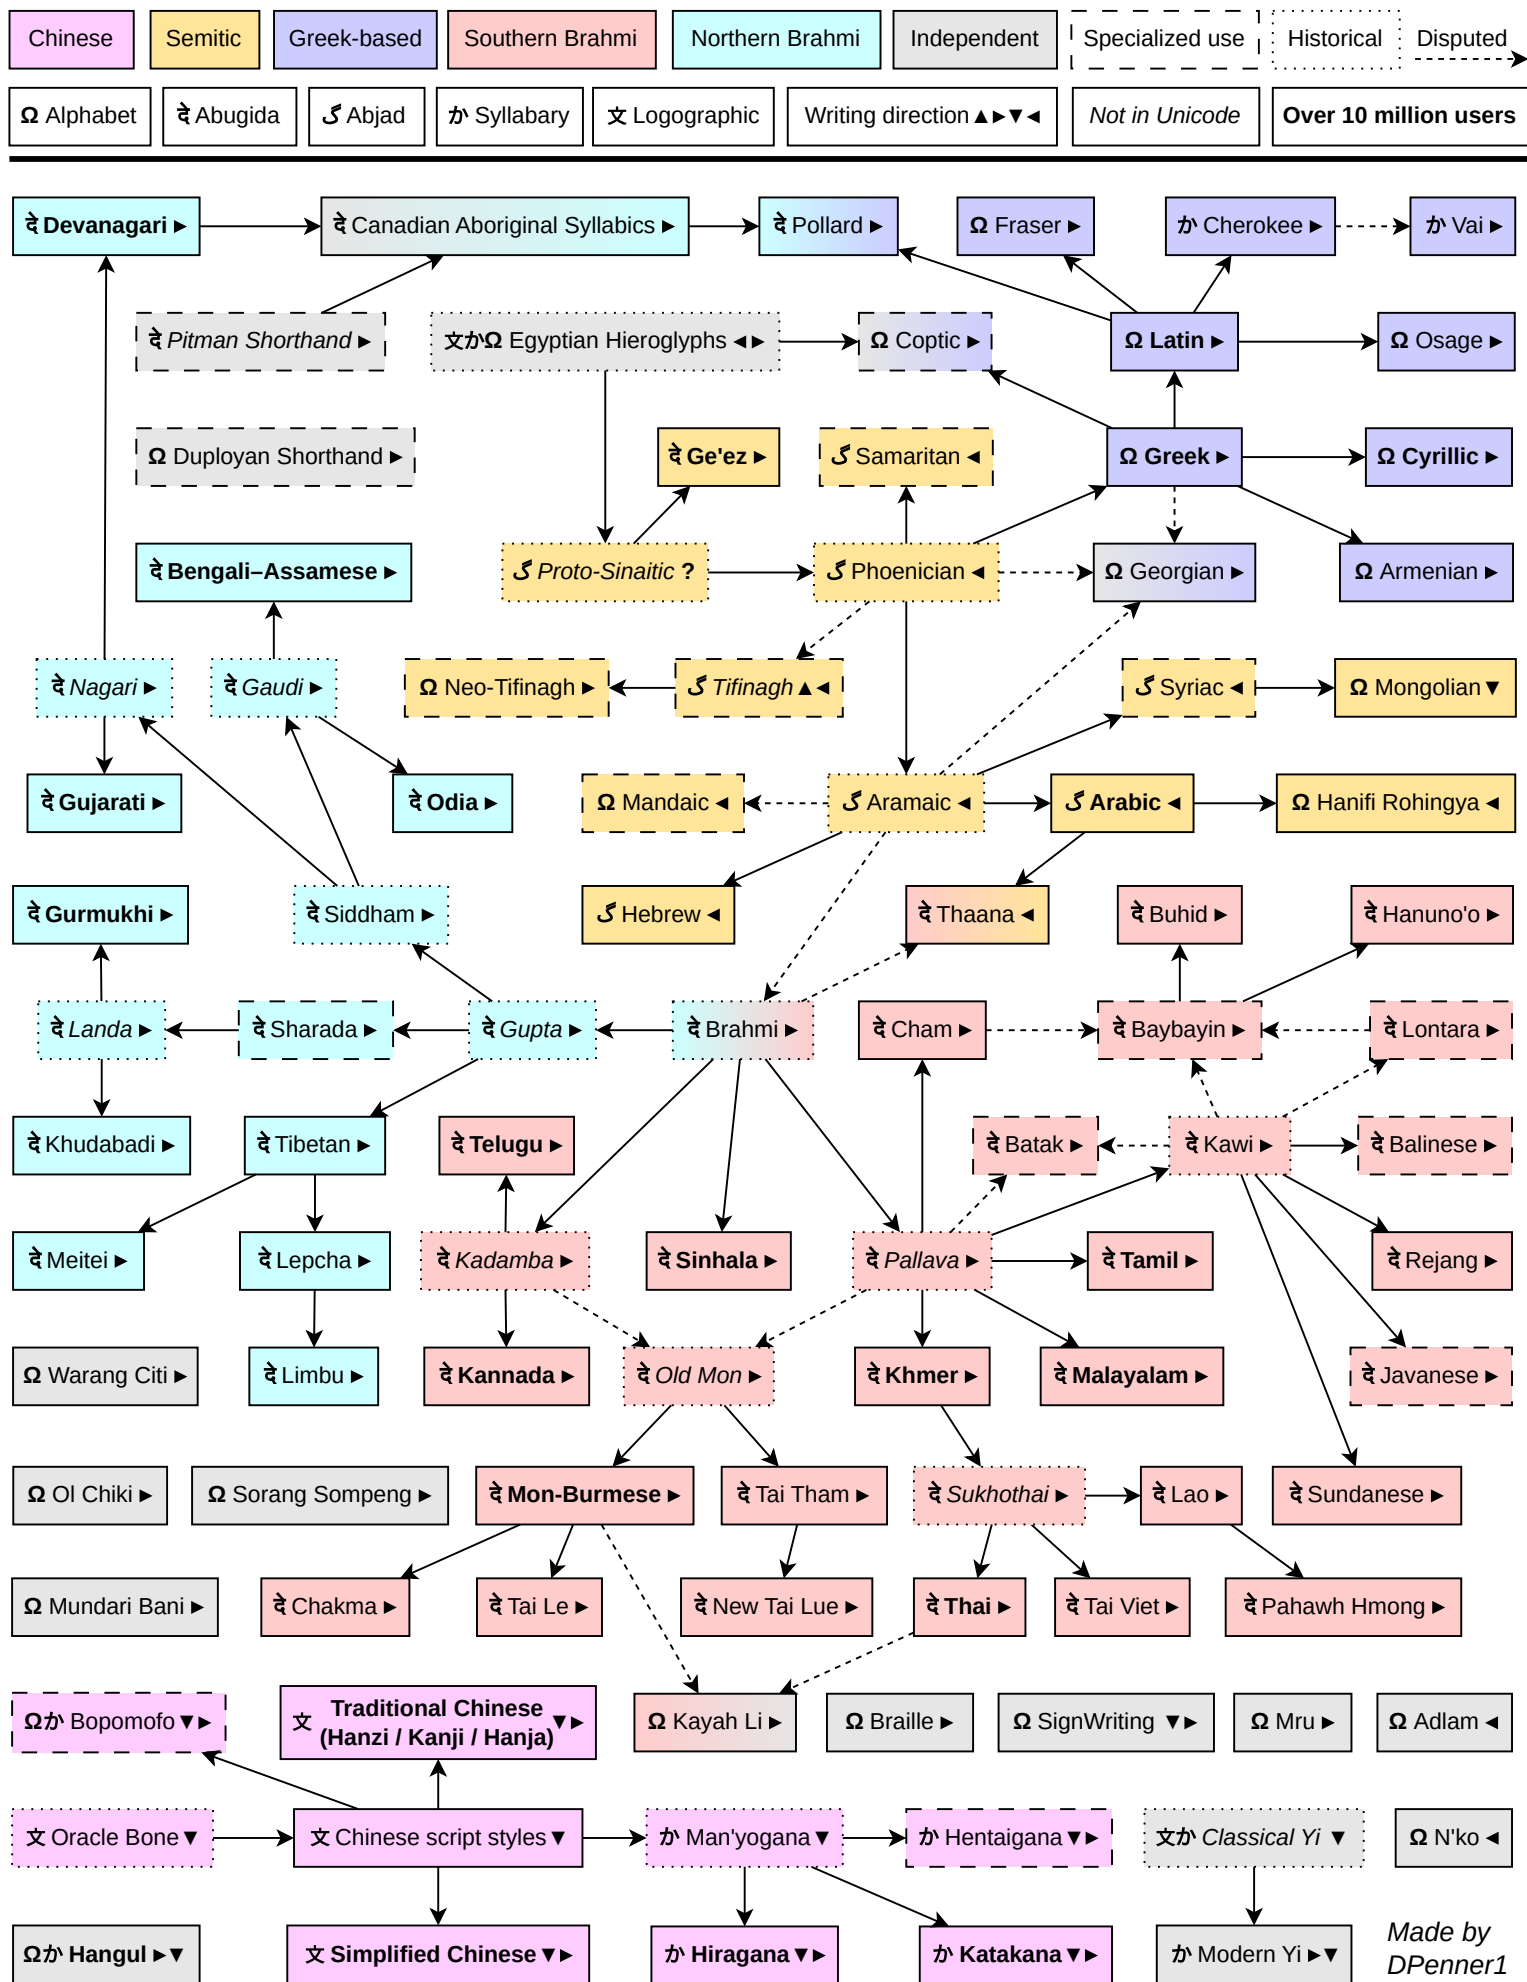 Chinese
Semitic
Greek-based
Southern Brahmi
Northern Brahmi
Independent
Specialized use
Historical
Disputed
Ω Alphabet
दे Abugida
گ Abjad
か Syllabary
文 Logographic
Writing direction▲►▼◄
Not in Unicode
Over 10 million users
दे Devanagari ►
दे Canadian Aboriginal Syllabics ►
दे Pollard ►
Ω Fraser ►
か Cherokee ►
か Vai ►
दे Pitman Shorthand ►
文かΩ Egyptian Hieroglyphs ◄►
Ω Coptic ►
Ω Latin ►
Ω Osage ►
Ω Duployan Shorthand ►
दे Ge'ez ►
گ Samaritan ◄
Ω Greek ►
Ω Cyrillic ►
दे Bengali–Assamese ►
گ Proto-Sinaitic ?
گ Phoenician ◄
Ω Georgian ►
Ω Armenian ►
दे Nagari ►
दे Gaudi ►
Ω Neo-Tifinagh ►
گ Tifinagh▲◄
گ Syriac ◄
Ω Mongolian▼
दे Gujarati ►
दे Odia ►
Ω Mandaic ◄
گ Aramaic ◄
گ Arabic ◄
Ω Hanifi Rohingya ◄
दे Gurmukhi ►
दे Siddham ►
گ Hebrew ◄
दे Thaana ◄
दे Buhid ►
दे Hanuno'o ►
दे Landa ►
दे Sharada ►
दे Gupta ►
दे Brahmi ►
दे Cham ►
दे Baybayin ►
दे Lontara ►
दे Khudabadi ►
दे Tibetan ►
दे Telugu ►
दे Batak ►
दे Kawi ►
दे Balinese ►
दे Meitei ►
दे Lepcha ►
दे Kadamba ►
दे Sinhala ►
दे Pallava ►
दे Tamil ►
दे Rejang ►
Ω Warang Citi ►
दे Limbu ►
दे Kannada ►
दे Old Mon ►
दे Khmer ►
दे Malayalam ►
दे Javanese ►
Ω Ol Chiki ►
Ω Sorang Sompeng ►
दे Mon-Burmese ►
दे Tai Tham ►
दे Sukhothai ►
दे Lao ►
दे Sundanese ►
Ω Mundari Bani ►
दे Chakma ►
दे Tai Le ►
दे New Tai Lue ►
दे Thai ►
दे Tai Viet ►
दे Pahawh Hmong ►
Ωか Bopomofo▼►
文 Traditional Chinese
(Hanzi / Kanji / Hanja)▼►
Ω Kayah Li ►
Ω Braille ►
Ω SignWriting ▼►
Ω Mru ►
Ω Adlam ◄
文 Oracle Bone▼
文 Chinese script styles▼
か Man'yogana▼
か Hentaigana▼►
文か Classical Yi ▼
Ω N'ko ◄
Ωか Hangul ►▼
文 Simplified Chinese▼►
か Hiragana▼►
か Katakana▼►
か Modern Yi ►▼
Made by
DPenner1